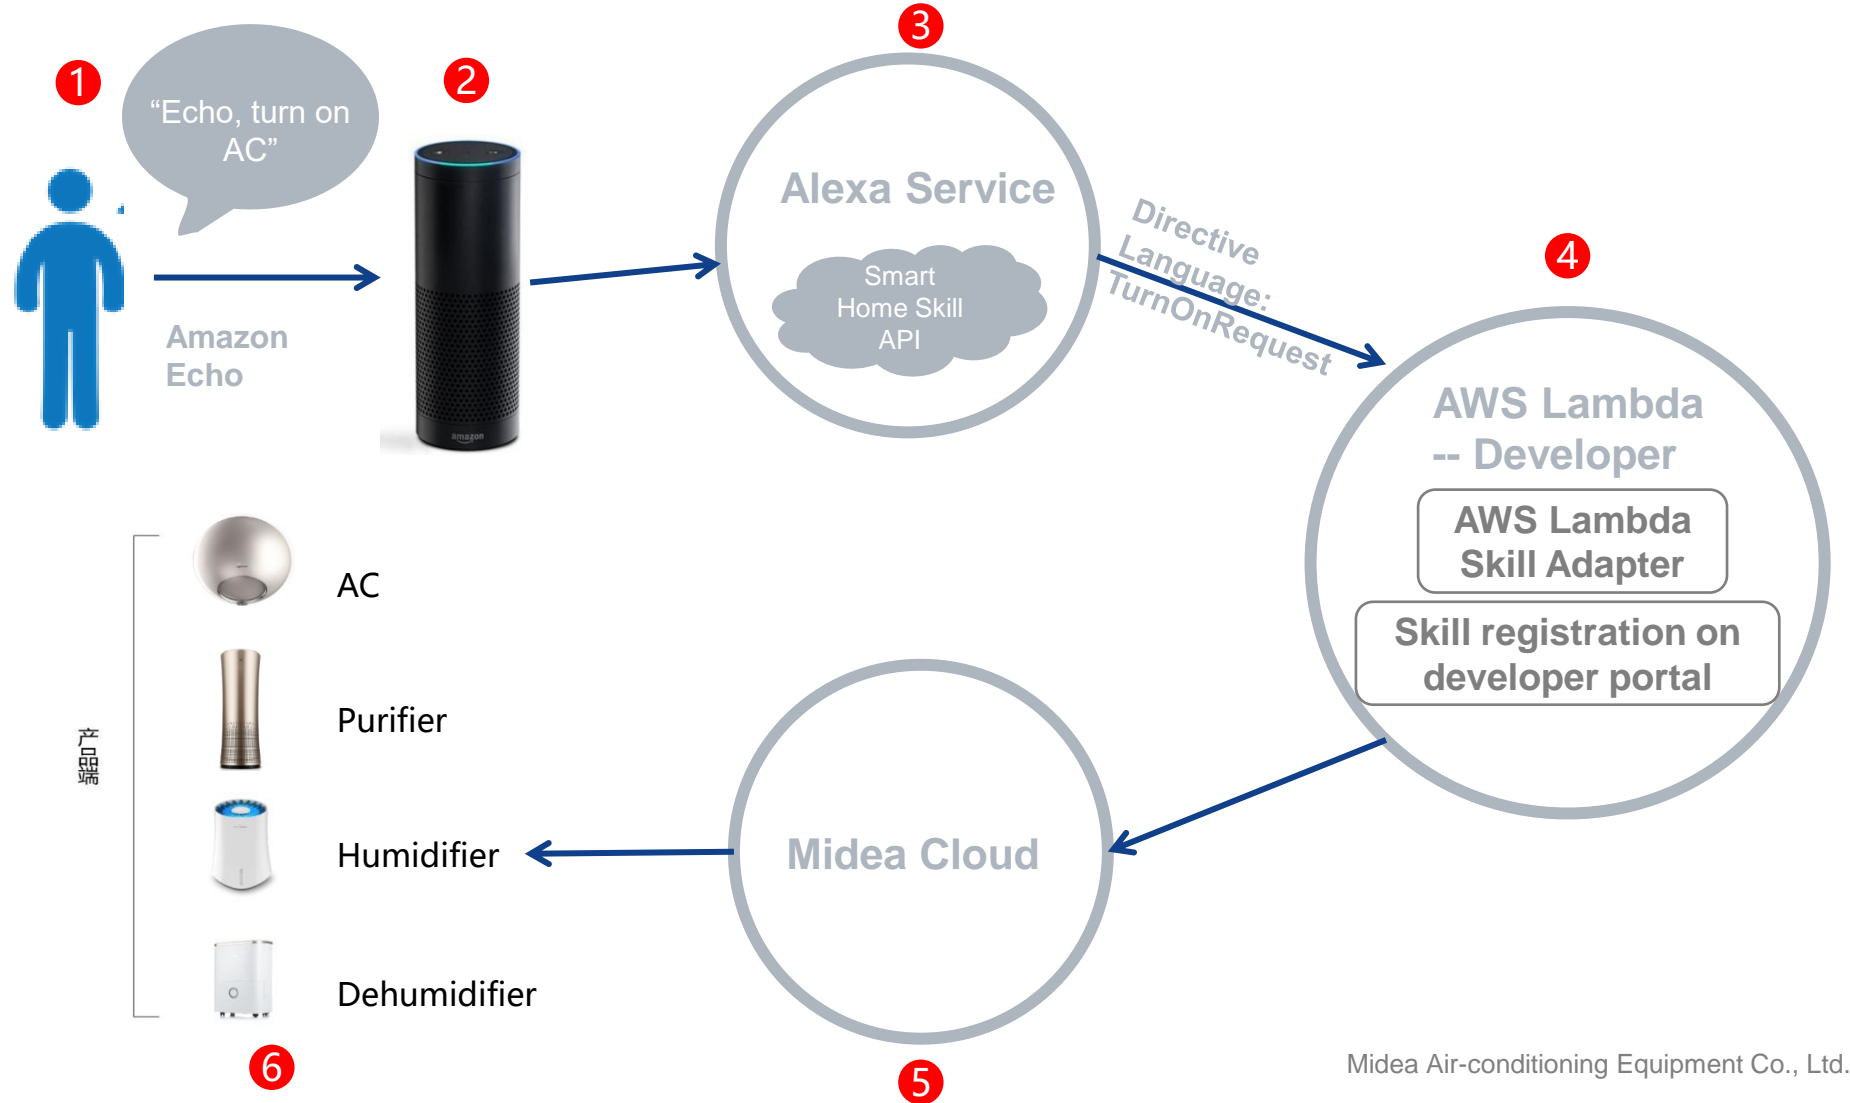 1
“Echo, turn on
AC”
2
amazon
Amazon
Echo
3
Alexa Service
Smart
Home Skill
API
Directive
Language:
TurnOnRequest
4
AWS Lambda
-- Developer
AWS Lambda
Skill Adapter
Skill registration on
developer portal
产品端
AC
Purifier
Humidifier
Dehumidifier
6
Midea Cloud
5
Midea Air-conditioning Equipment Co., Ltd.